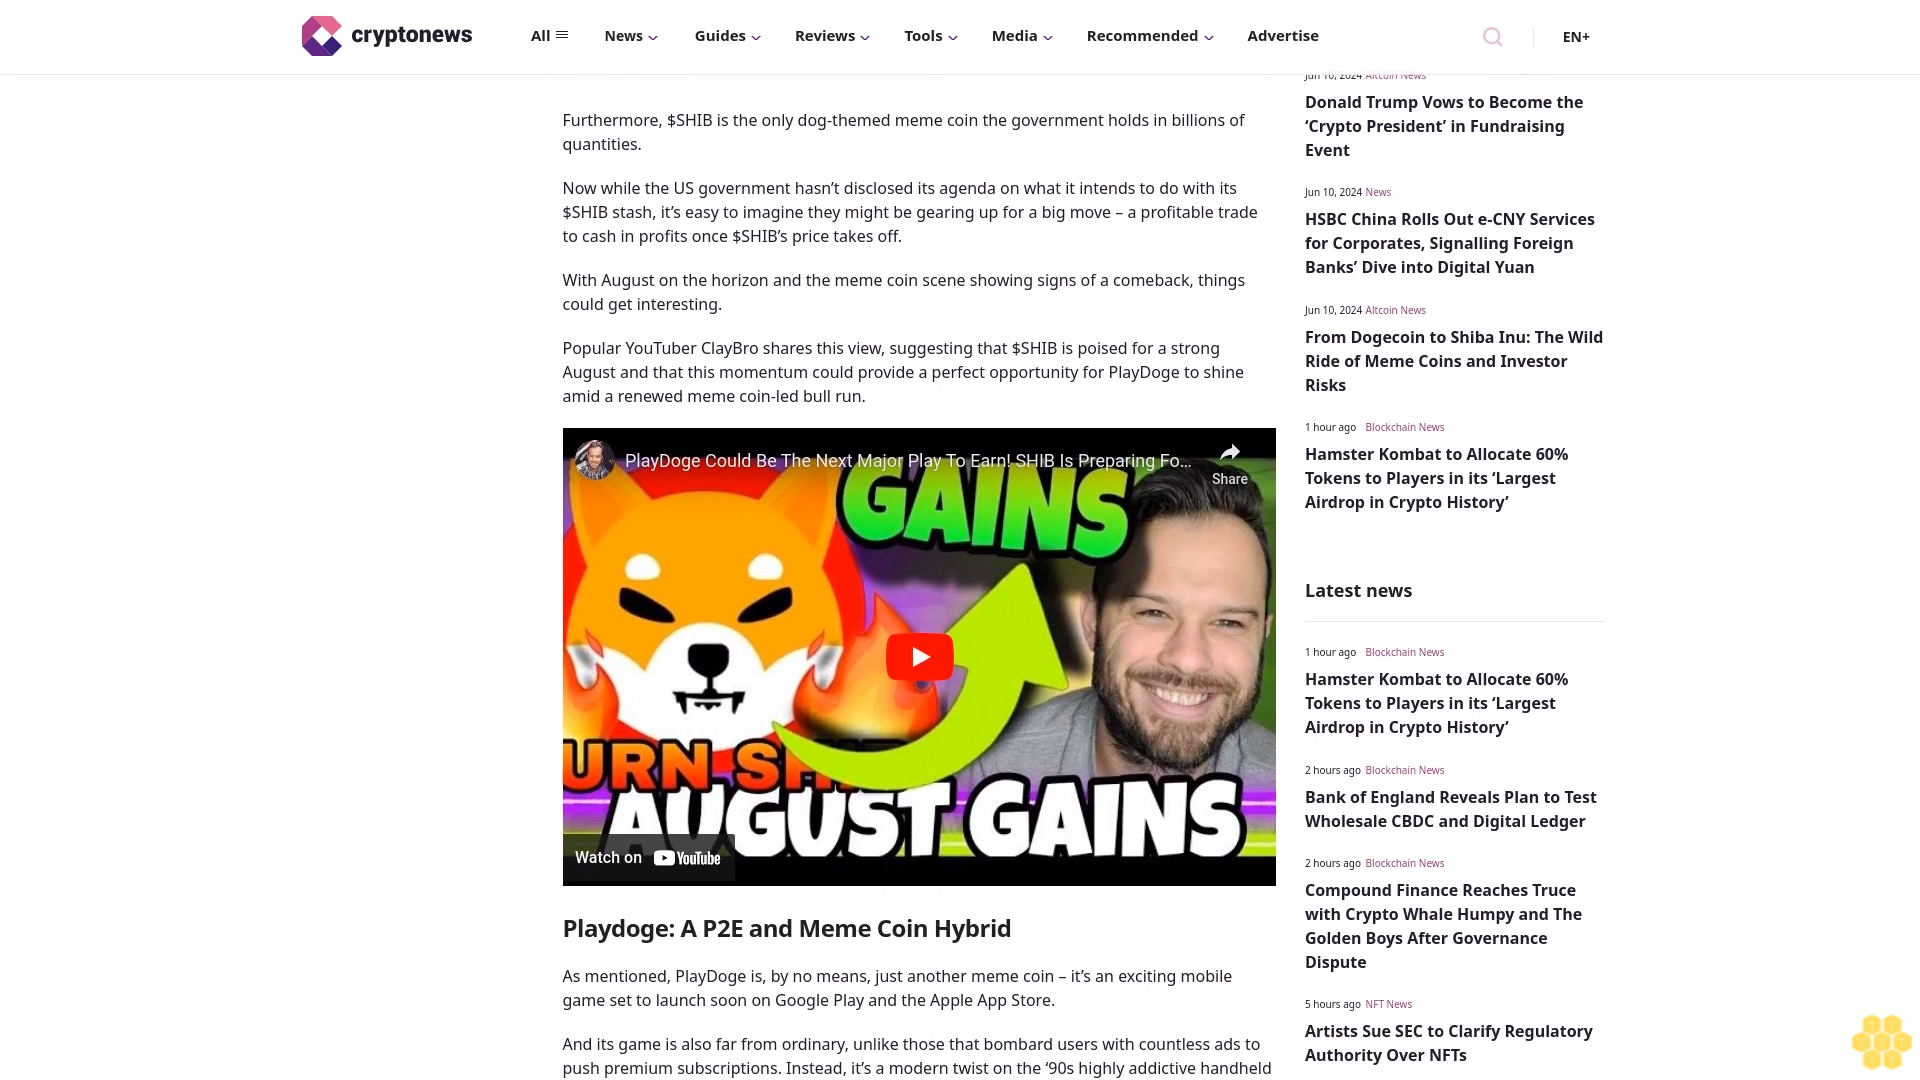 cryptonews
All
News
Guides
Reviews
Tools
Media
Recommended
Advertise
EN+
Furthermore, $SHIB is the only dog-themed meme coin the government holds in billions of
quantities.
Now while the US government hasn’t disclosed its agenda on what it intends to do with its
$SHIB stash, it’s easy to imagine they might be gearing up for a big move – a profitable trade
to cash in profits once $SHIB’s price takes off.
With August on the horizon and the meme coin scene showing signs of a comeback, things
could get interesting.
Popular YouTuber ClayBro shares this view, suggesting that $SHIB is poised for a strong
August and that this momentum could provide a perfect opportunity for PlayDoge to shine
amid a renewed meme coin-led bull run.
PlayDoge Could Be The Next Major Play To Earn! SHIB Is Preparing Fo...
Share
GAINS
URN SHIB
AUGUST GAINS
Watch on YouTube
Playdoge: A P2E and Meme Coin Hybrid
As mentioned, PlayDoge is, by no means, just another meme coin – it’s an exciting mobile
game set to launch soon on Google Play and the Apple App Store.
And its game is also far from ordinary, unlike those that bombard users with countless ads to
push premium subscriptions. Instead, it’s a modern twist on the ‘90s highly addictive handheld
Jun 10, 2024 Altcoin News
Donald Trump Vows to Become the
‘Crypto President’ in Fundraising
Event
Jun 10, 2024 News
HSBC China Rolls Out e-CNY Services
for Corporates, Signalling Foreign
Banks’ Dive into Digital Yuan
Jun 10, 2024 Altcoin News
From Dogecoin to Shiba Inu: The Wild
Ride of Meme Coins and Investor
Risks
1 hour ago Blockchain News
Hamster Kombat to Allocate 60%
Tokens to Players in its ‘Largest
Airdrop in Crypto History’
Latest news
1 hour ago Blockchain News
Hamster Kombat to Allocate 60%
Tokens to Players in its ‘Largest
Airdrop in Crypto History’
2 hours ago Blockchain News
Bank of England Reveals Plan to Test
Wholesale CBDC and Digital Ledger
2 hours ago Blockchain News
Compound Finance Reaches Truce
with Crypto Whale Humpy and The
Golden Boys After Governance
Dispute
5 hours ago NFT News
Artists Sue SEC to Clarify Regulatory
Authority Over NFTs